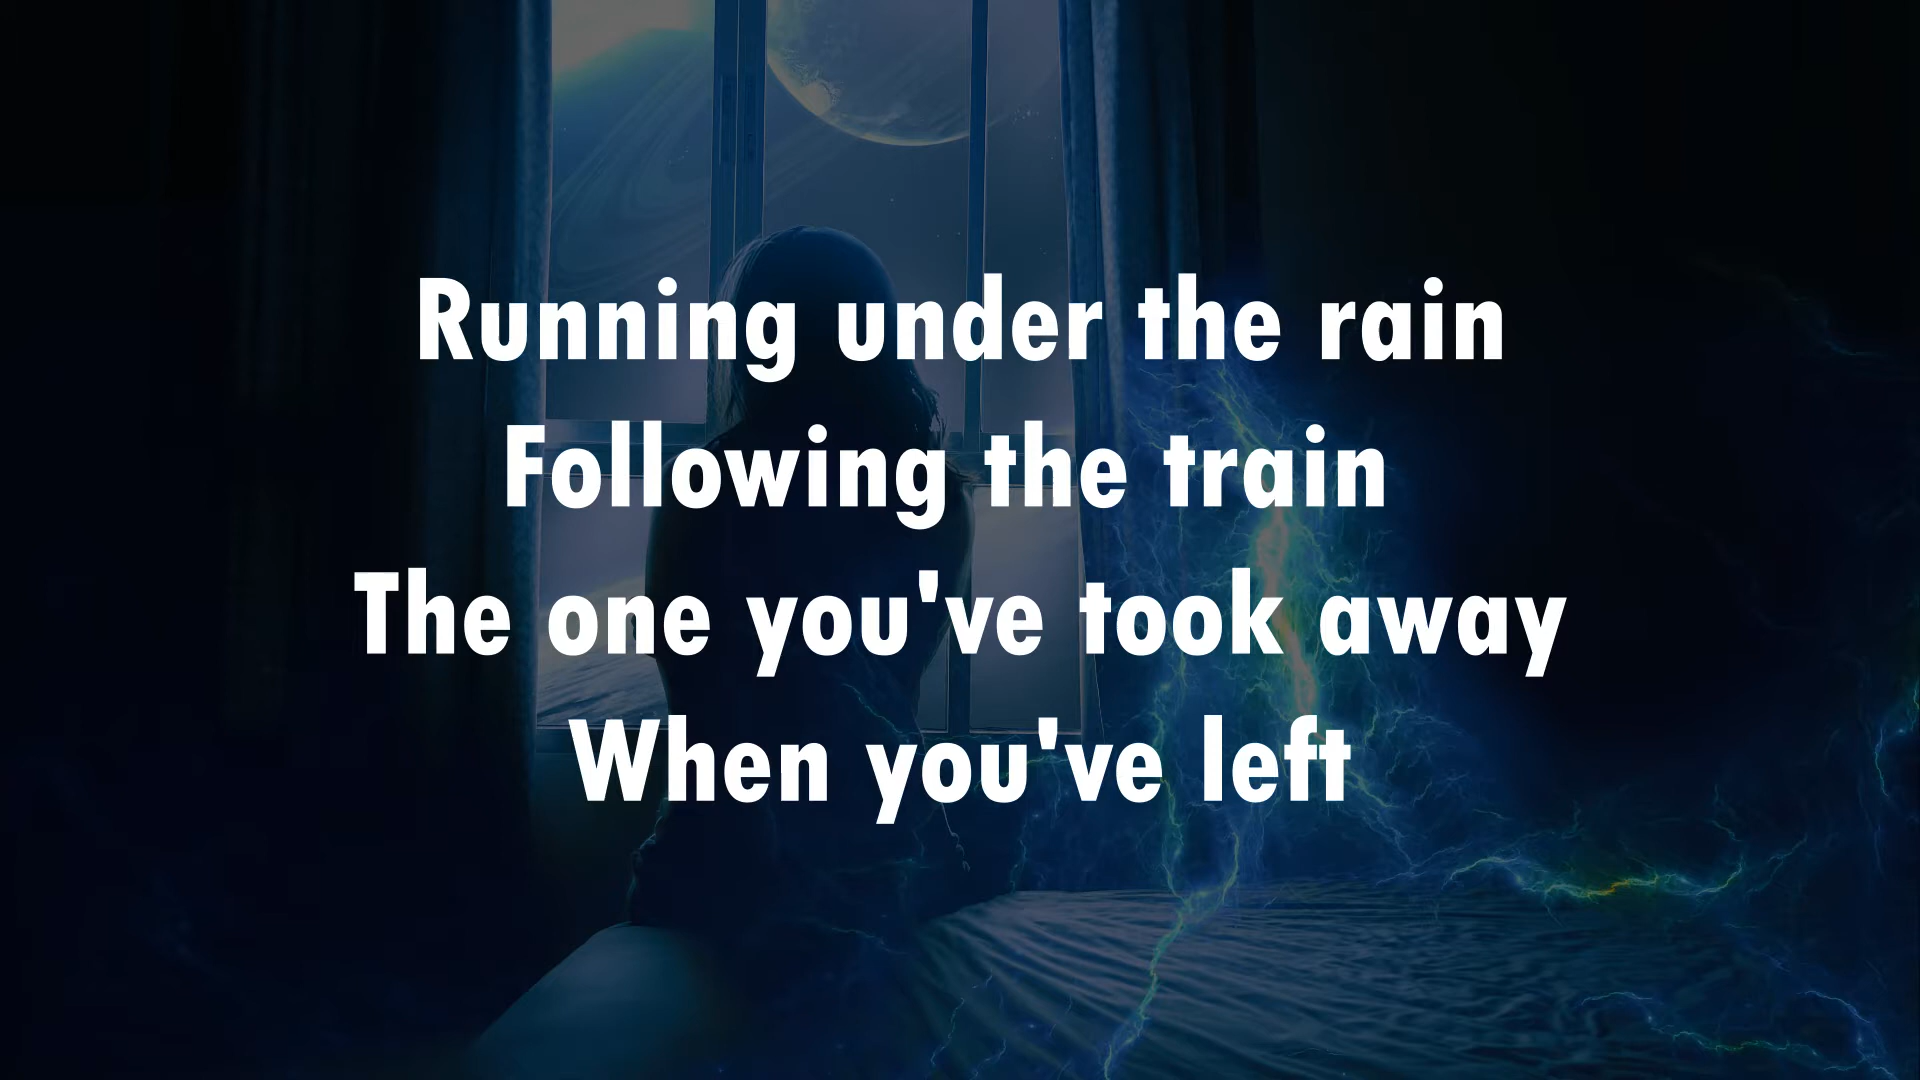 Running under the rain
Following the train
The one you've took away
When you've left